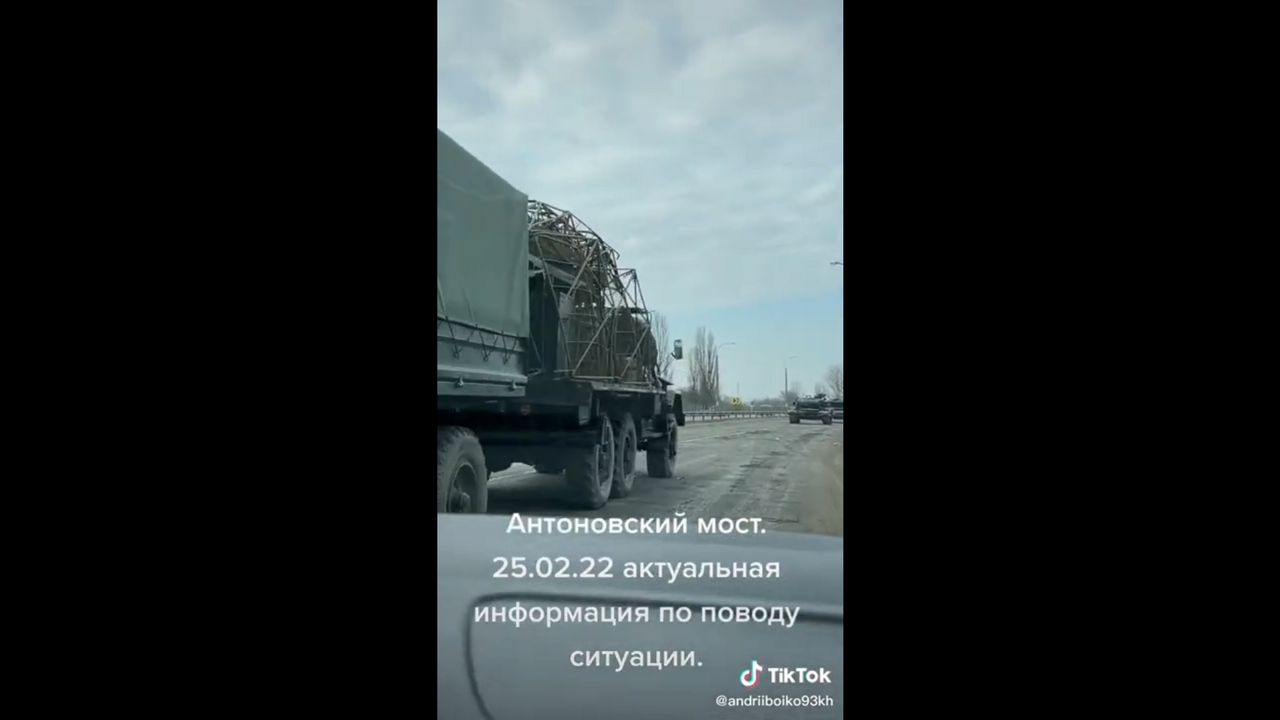 Антоновский мост.
25.02.22 актуальная
информация по поводу
ситуации.
TikTok
@andriiboiko93kh